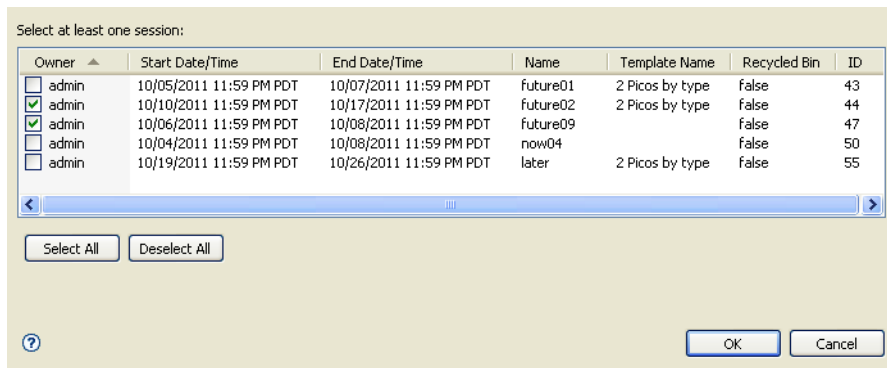 Select at least one session:
Owner Start Date/Time End Date/Time Name Template Name Recycled Bin ID
admin 10/05/2011 11:59 PM PDT 10/07/2011 11:59 PM PDT future01 2 Picos by type false 43
admin 10/10/2011 11:59 PM PDT 10/17/2011 11:59 PM PDT future02 2 Picos by type false 44
admin 10/06/2011 11:59 PM PDT 10/08/2011 11:59 PM PDT future09 false 47
admin 10/04/2011 11:59 PM PDT 10/08/2011 11:59 PM PDT now04 false 50
admin 10/19/2011 11:59 PM PDT 10/26/2011 11:59 PM PDT later 2 Picos by type false 55
Select All Deselect All
? OK Cancel